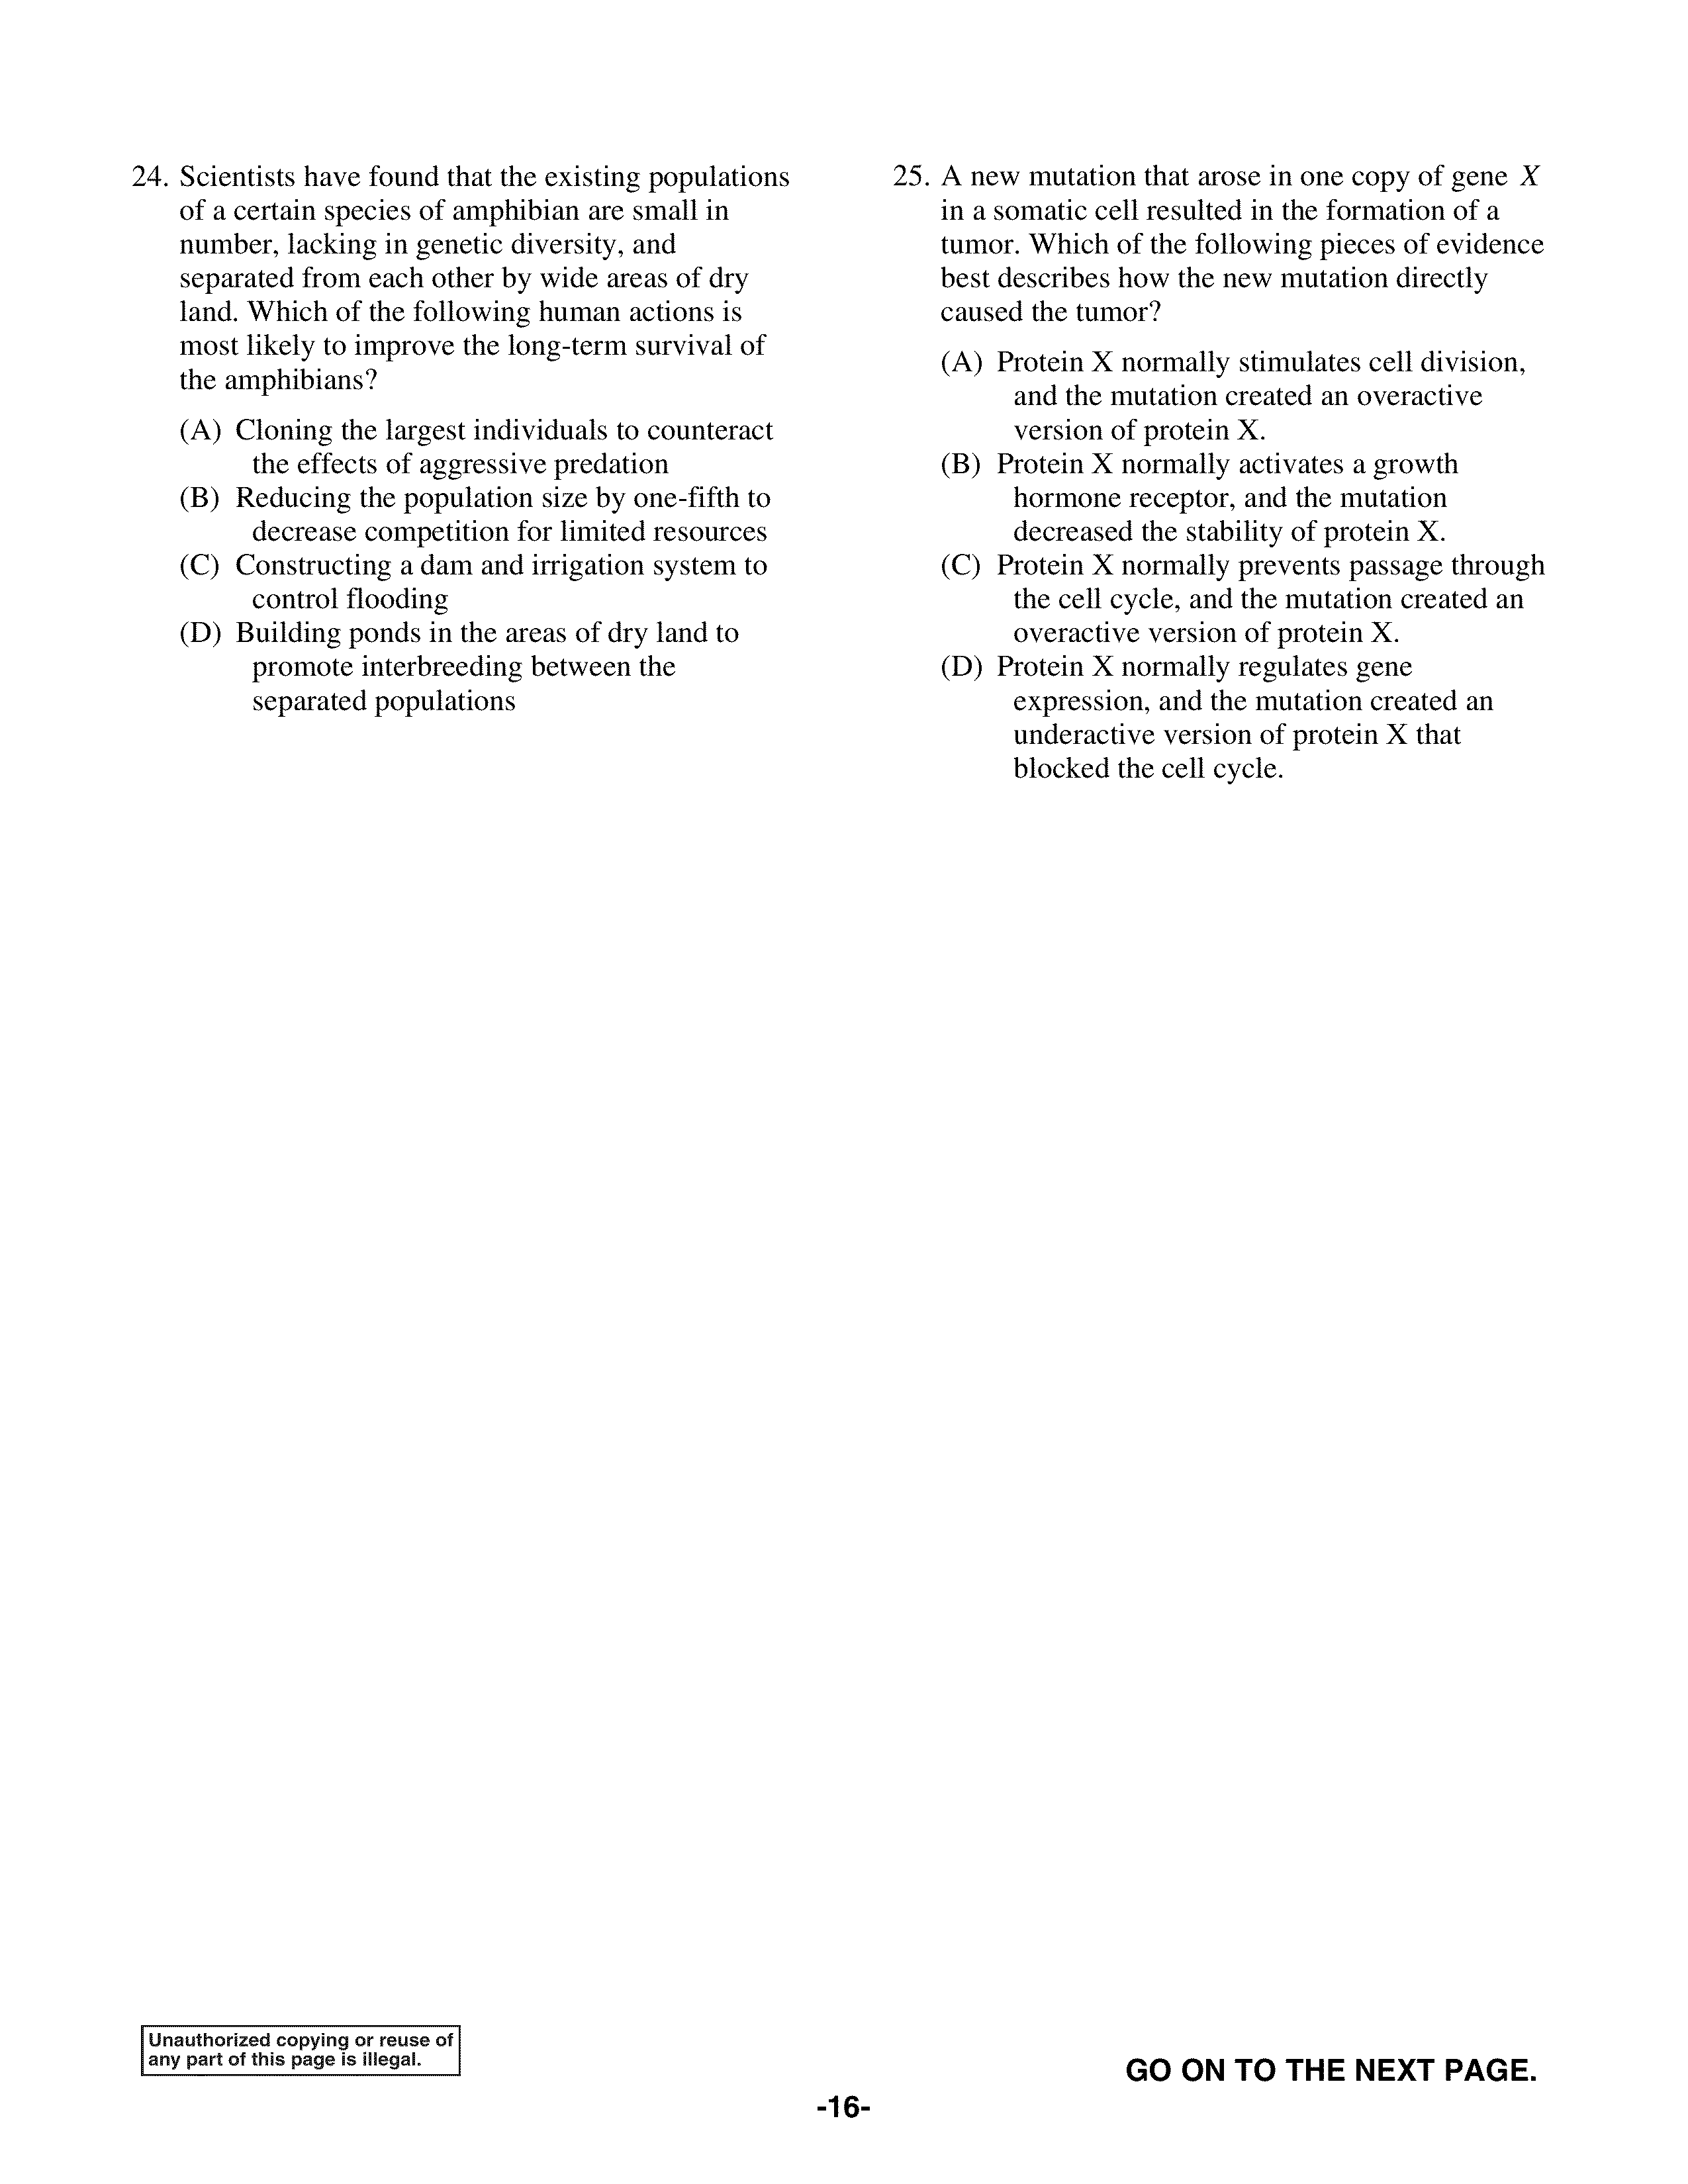 24. Scientists have found that the existing populations
of a certain species of amphibian are small in
number, lacking in genetic diversity, and
separated from each other by wide areas of dry
land. Which of the following human actions is
most likely to improve the long-term survival of
the amphibians?
(A) Cloning the largest individuals to counteract
the effects of aggressive predation
(B) Reducing the population size by one-fifth to
decrease competition for limited resources
(C) Constructing a dam and irrigation system to
control flooding
(D) Building ponds in the areas of dry land to
promote interbreeding between the
separated populations
25. A new mutation that arose in one copy of gene X
in a somatic cell resulted in the formation of a
tumor. Which of the following pieces of evidence
best describes how the new mutation directly
caused the tumor?
(A) Protein X normally stimulates cell division,
and the mutation created an overactive
version of protein X.
(B) Protein X normally activates a growth
hormone receptor, and the mutation
decreased the stability of protein X.
(C) Protein X normally prevents passage through
the cell cycle, and the mutation created an
overactive version of protein X.
(D) Protein X normally regulates gene
expression, and the mutation created an
underactive version of protein X that
blocked the cell cycle.
Unauthorized copying or reuse of
any part of this page is illegal.
GO ON TO THE NEXT PAGE.
-16-